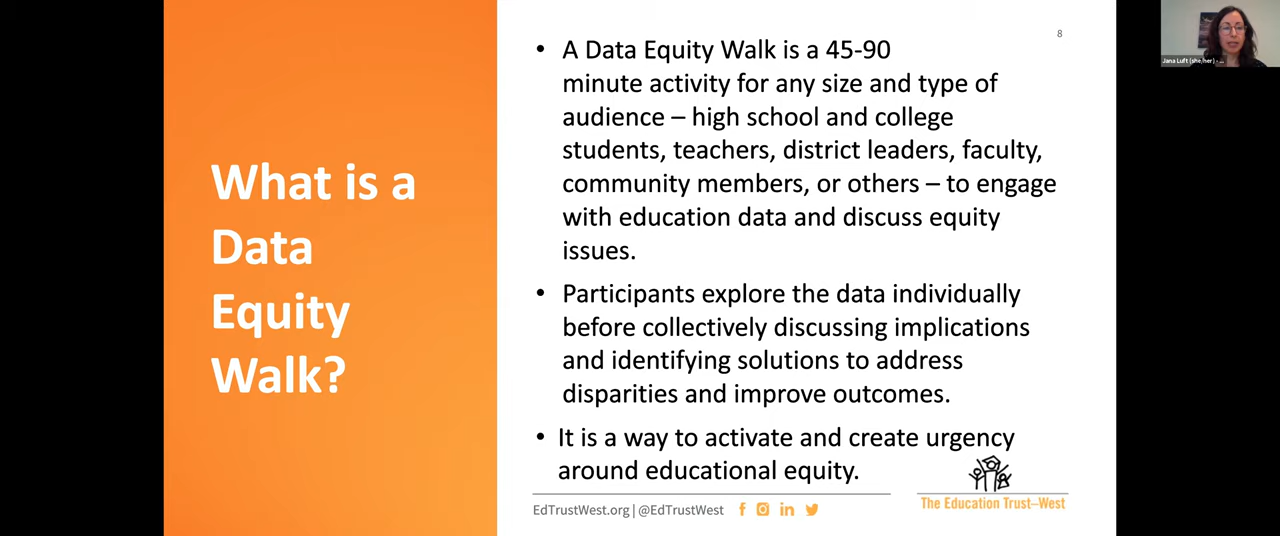 What is a
Data
Equity
Walk?
8
• A Data Equity Walk is a 45-90
minute activity for any size and type of
audience – high school and college
students, teachers, district leaders, faculty,
community members, or others – to engage
with education data and discuss equity
issues.
• Participants explore the data individually
before collectively discussing implications
and identifying solutions to address
disparities and improve outcomes.
• It is a way to activate and create urgency
around educational equity.
EdTrustWest.org | @EdTrustWest
The Education Trust–West
Jana Luft (she/her) - ...